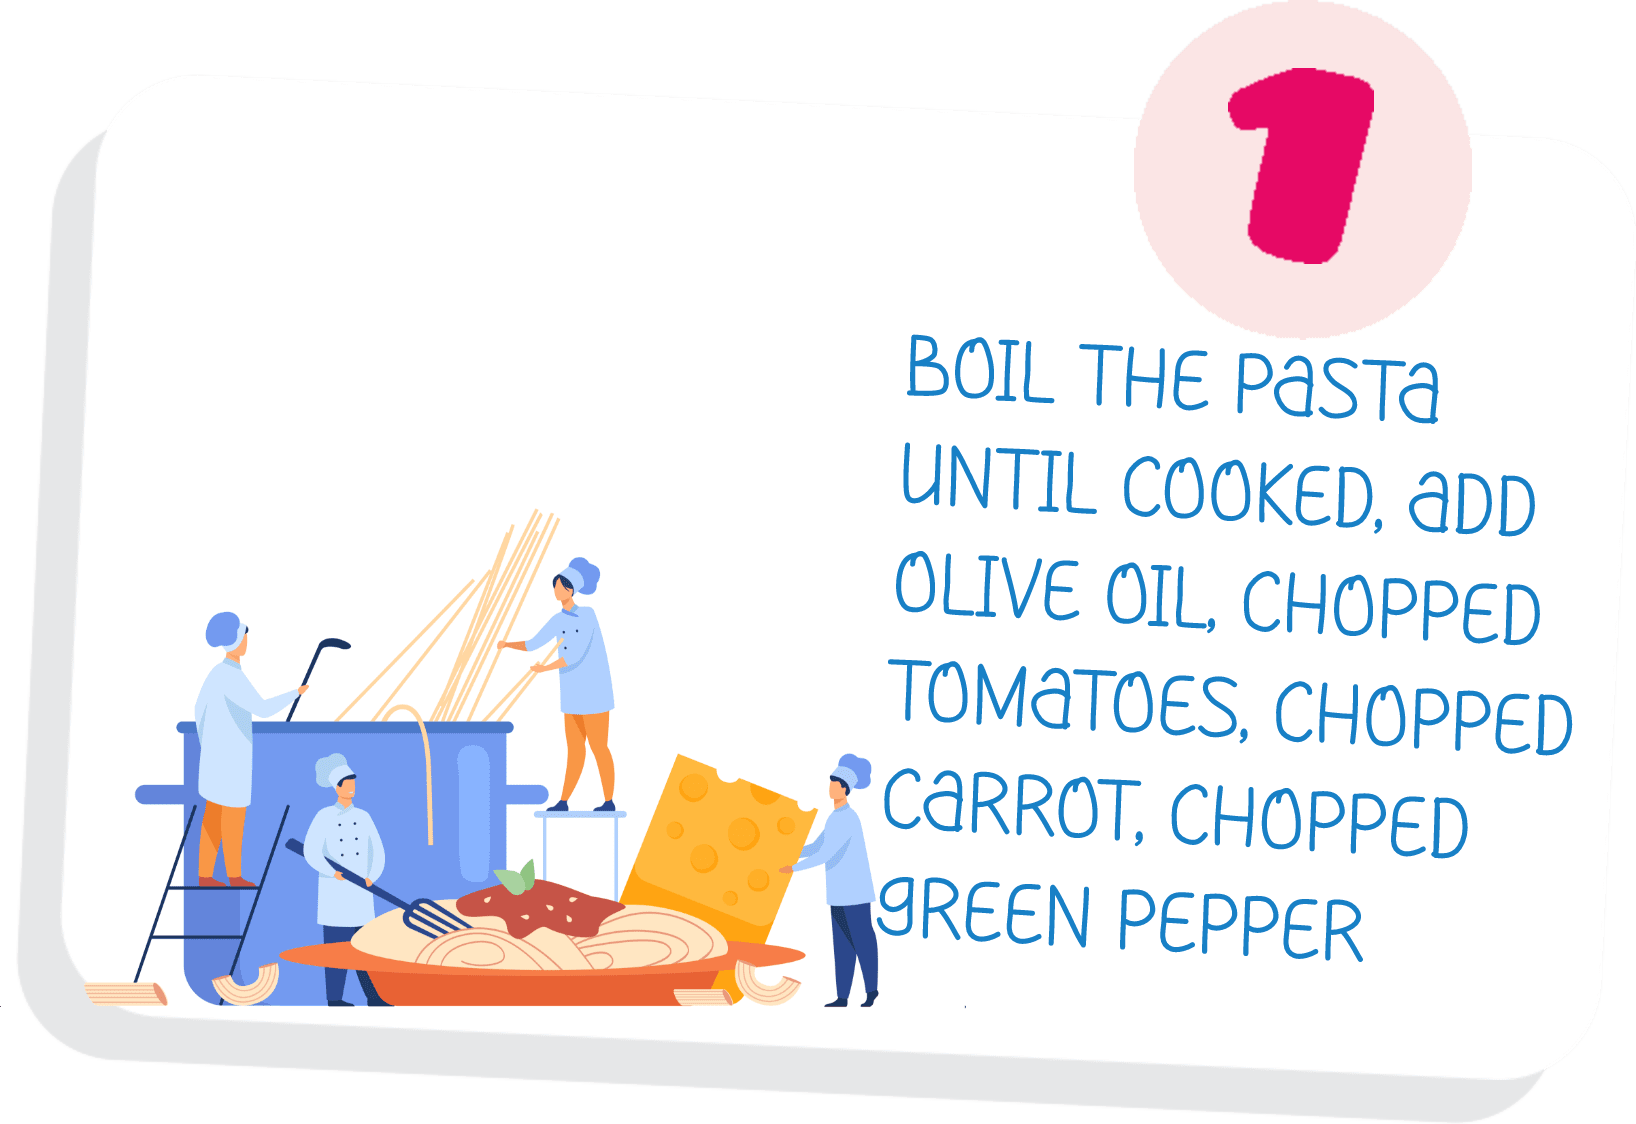 1
BOIL THE PASTA
UNTIL COOKED, ADD
OLIVE OIL, CHOPPED
TOMATOES, CHOPPED
CARROT, CHOPPED
GREEN PEPPER